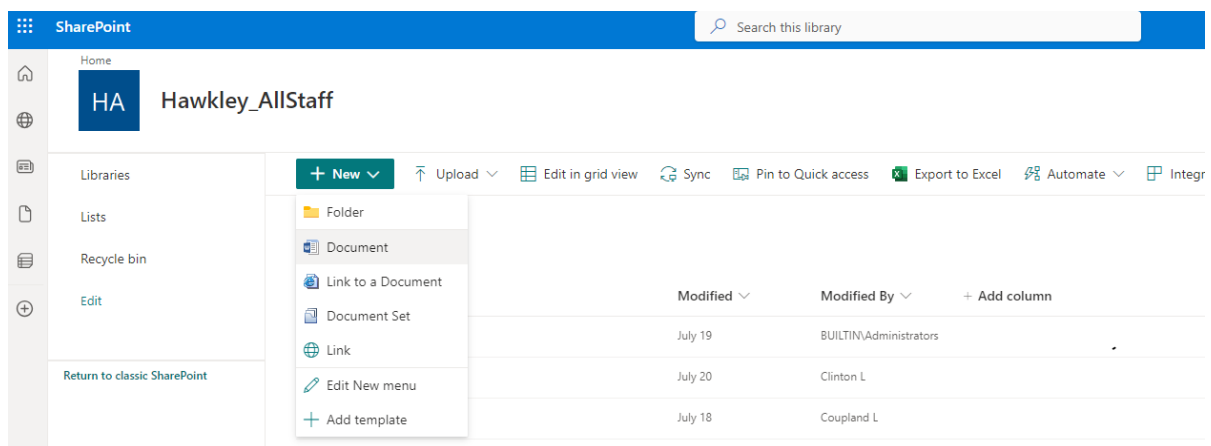 SharePoint
Search this library
Home
HA
Hawkley_AllStaff
Libraries
Lists
Recycle bin
Edit
Return to classic SharePoint
+ New
Upload
Edit in grid view
Sync
Pin to Quick access
Export to Excel
Automate
Integr
Folder
Document
Link to a Document
Document Set
Link
Edit New menu
+ Add template
Modified
Modified By
+ Add column
July 19
BUILTIN\Administrators
July 20
Clinton L
July 18
Coupland L